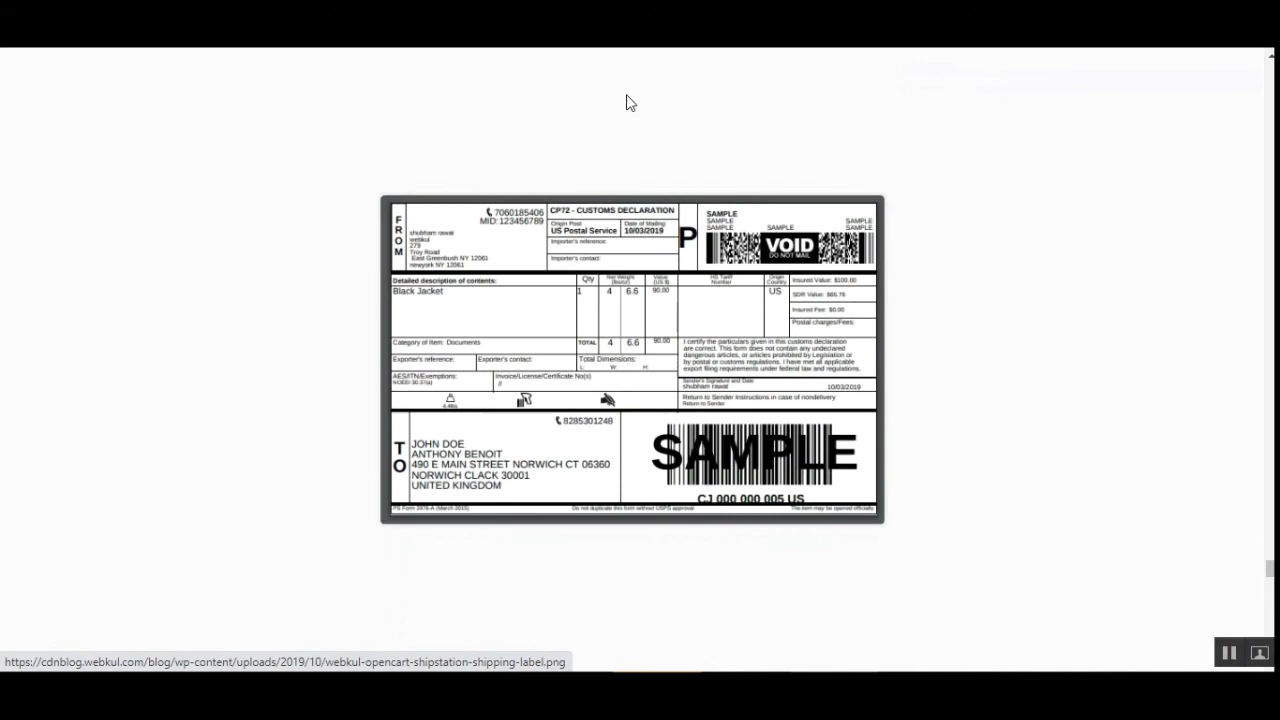 FROM
7060185406
MID:123456789
shubham rawat
webkul
279
Troy Road
East Greenbush NY 12061
newyork NY 12061
CP72 - CUSTOMS DECLARATION
Origin Post:
US Postal Service
Date of Mailing:
10/03/2019
Importer's reference:
Importer's contact:
P
SAMPLE
SAMPLE SAMPLE
SAMPLE SAMPLE SAMPLE
VOID
DO NOT MAIL
Detailed description of contents: Qty Net Weight (lbs/oz) Value (US $) HS Tariff Number Origin Country
Black Jacket 1 4 6.6 90.00 US
Insured Value: $100.00
SDR Value: $66.76
Insured Fee: $0.00
Postal charges/Fees:
Category of Item: Documents TOTAL 4 6.6 90.00
Exporter's reference: Exporter's contact: Total Dimensions:
L: W: H:
AES/ITN/Exemptions:
NOEEI 30.37(a)
Invoice/License/Certificate No(s)
//
4.4lbs
I certify the particulars given in this customs declaration
are correct. This form does not contain any undeclared
dangerous articles, or articles prohibited by Legislation or
by postal or customs regulations. I have met all applicable
export filing requirements under federal law and regulations.
Sender's Signature and Date
shubham rawat 10/03/2019
Return to Sender Instructions in case of nondelivery
Return to Sender
TO
8285301248
JOHN DOE
ANTHONY BENOIT
490 E MAIN STREET NORWICH CT 06360
NORWICH CLACK 30001
UNITED KINGDOM
SAMPLE
CJ 000 000 005 US
PS Form 2976-A (March 2015) Do not duplicate this form without USPS approval The item may be opened officially
https://cdnblog.webkul.com/blog/wp-content/uploads/2019/10/webkul-opencart-shipstation-shipping-label.png